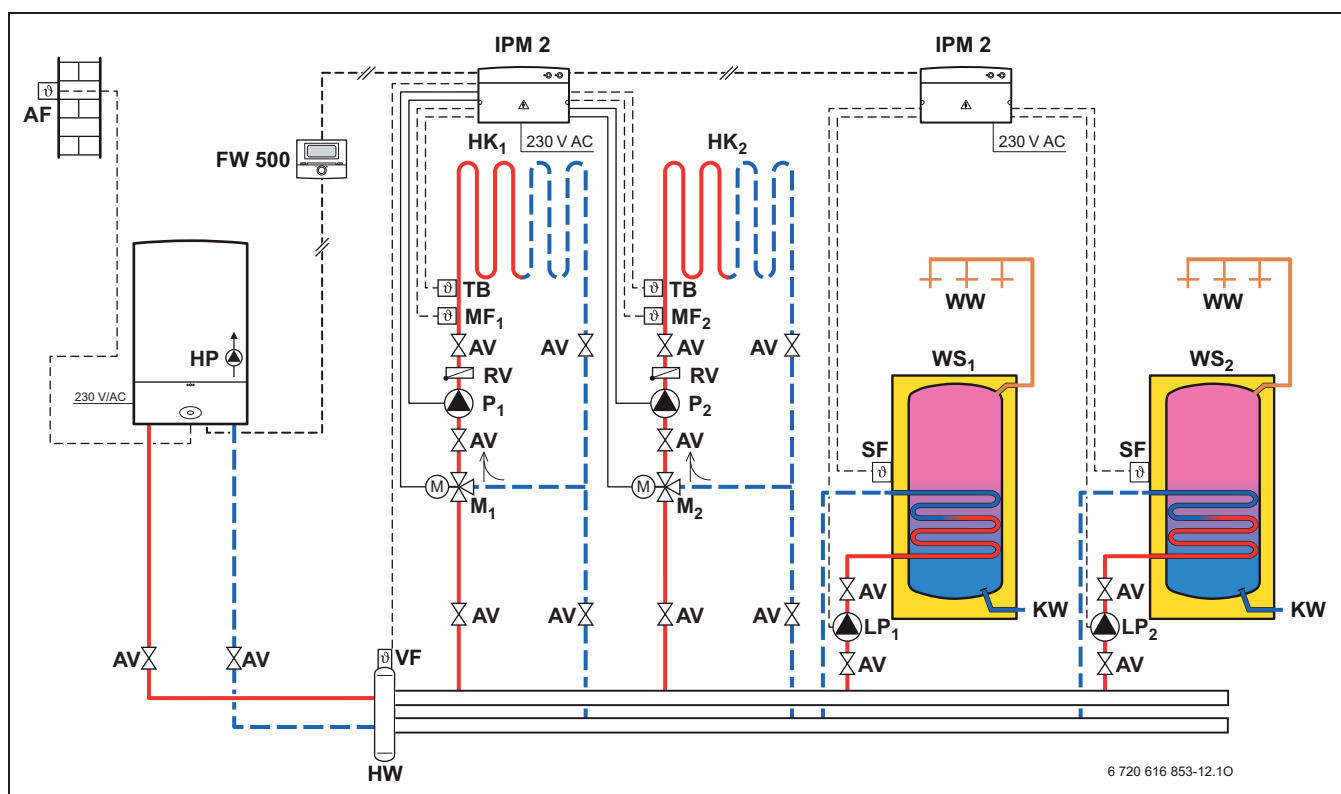 IPM 2
IPM 2
ϑ
AF
FW 500
230 V AC
230 V AC
HK1
HK2
ϑ TB
ϑ TB
ϑ MF1
ϑ MF2
WW
WW
HP
AV
AV
AV
AV
RV
RV
WS1
WS2
230 V/AC
P1
P2
AV
AV
SF
ϑ
SF
ϑ
M
M1
M
M2
AV
AV
AV
AV
AV
AV
KW
KW
LP1
LP2
AV
AV
ϑ VF
AV
AV
HW
6 720 616 853-12.1O